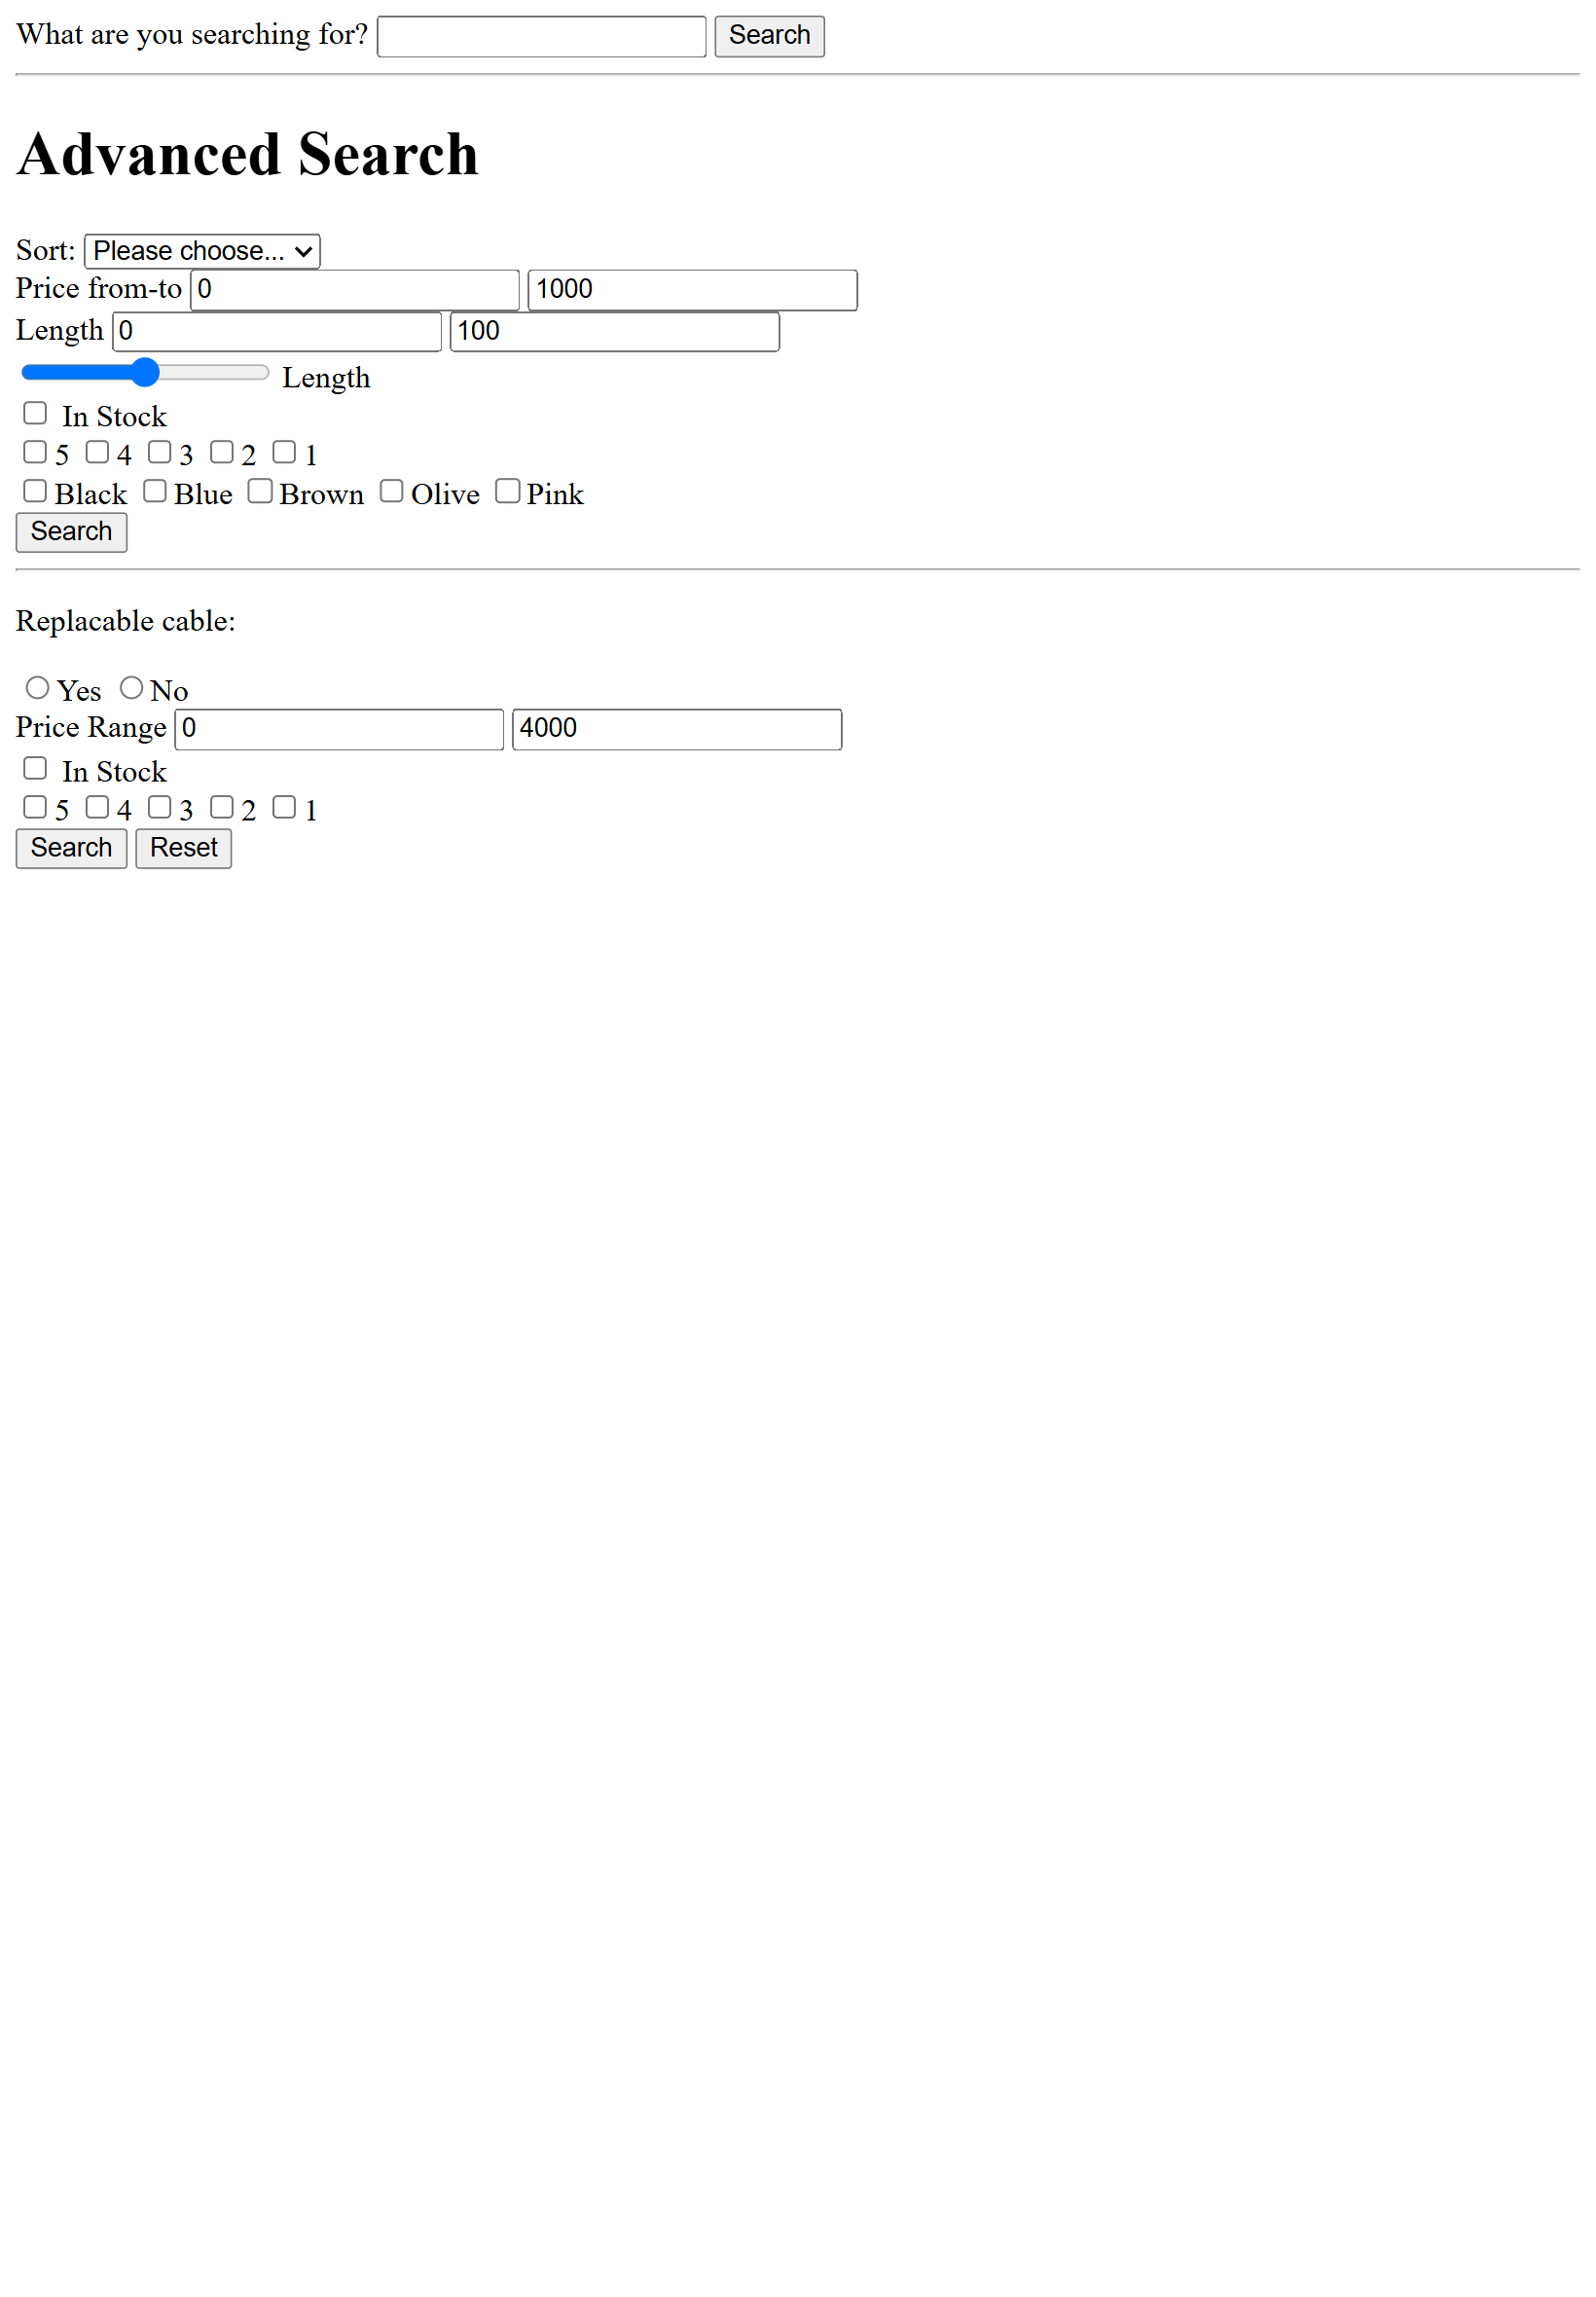 What are you searching for? Search
Advanced Search
Sort: Please choose...
Price from-to 0 1000
Length 0 100
Length
In Stock
5 4 3 2 1
Black Blue Brown Olive Pink
Search
Replacable cable:
Yes No
Price Range 0 4000
In Stock
5 4 3 2 1
Search Reset